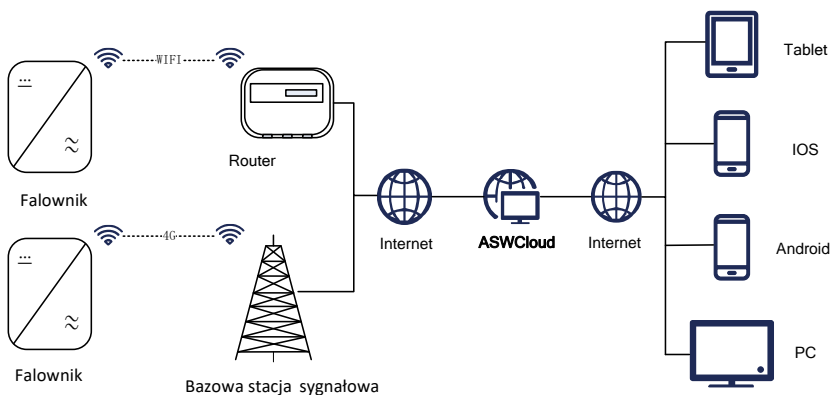 WIFI
Router
Falownik
4G
Falownik
Bazowa stacja sygnałowa
Internet
ASWCloud
Internet
Tablet
IOS
Android
PC